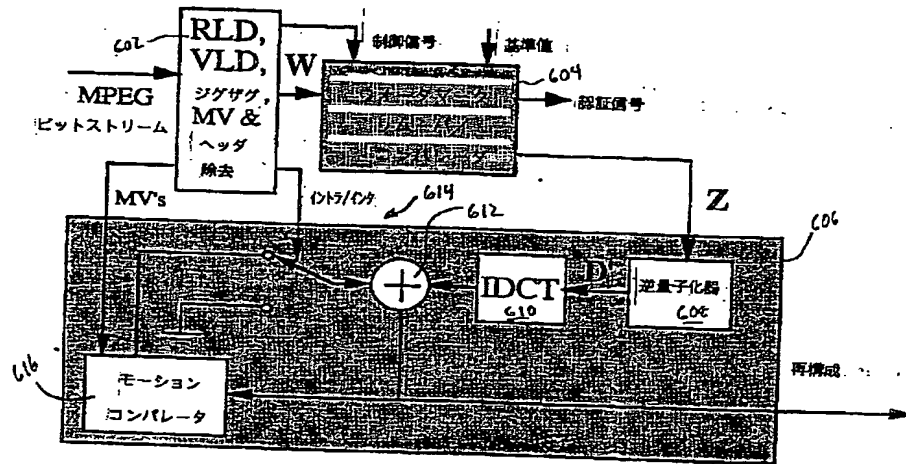 602
RLD,
VLD,
ジグザグ,
MV &
ヘッダ
除去
MPEG
ビットストリーム
W
制御信号
基準値
604
認証信号
MV's
イントラ/インタ
614
612
Z
606
IDCT
610
D
逆量子化器
608
616
モーション
コンパレータ
再構成